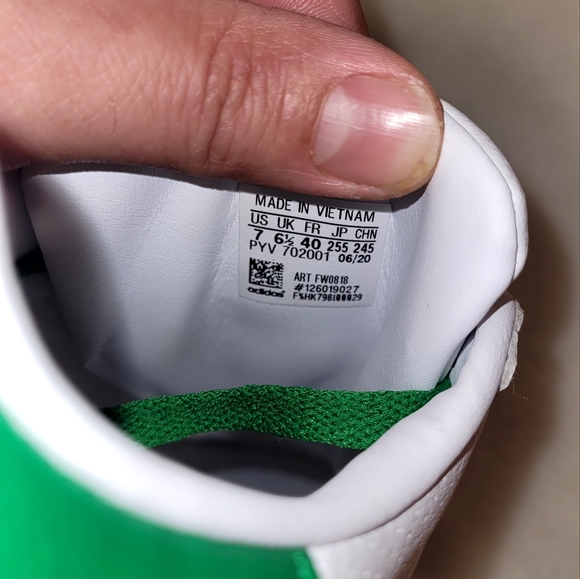 MADE IN VIETNAM
US UK FR JP CHN
7 6½ 40 255 245
PYV 702001 06/20
ART FW0818
adidas #126019027
F%HK798I00029